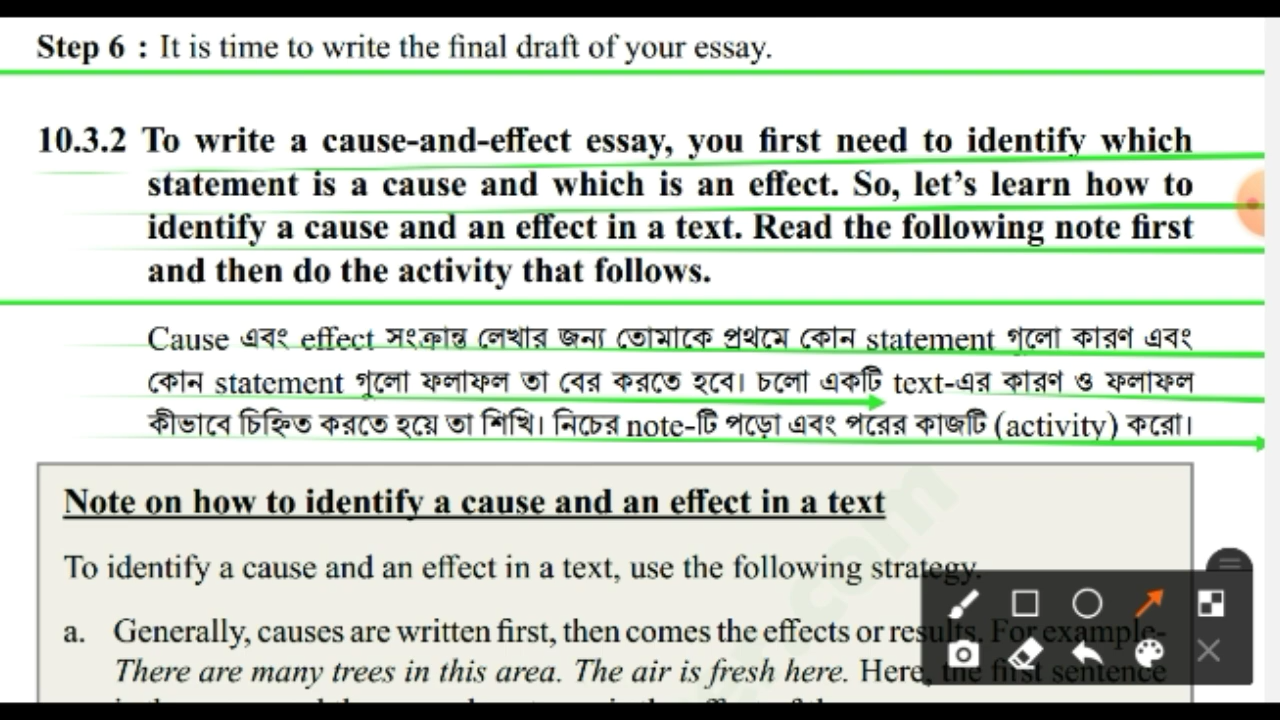 Step 6 : It is time to write the final draft of your essay.
10.3.2 To write a cause-and-effect essay, you first need to identify which
statement is a cause and which is an effect. So, let's learn how to
identify a cause and an effect in a text. Read the following note first
and then do the activity that follows.
Cause এবং effect সংক্রান্ত লেখার জন্য তোমাকে প্রথমে কোন statement গুলো কারণ এবং
কোন statement গুলো ফলাফল তা বের করতে হবে। চলো একটি text-এর কারণ ও ফলাফল
কীভাবে চিহ্নিত করতে হয়ে তা শিখি। নিচের note-টি পড়ো এবং পরের কাজটি (activity) করো।
Note on how to identify a cause and an effect in a text
To identify a cause and an effect in a text, use the following strategy.
a. Generally, causes are written first, then comes the effects or results. For example-
There are many trees in this area. The air is fresh here. Here, the first sentence